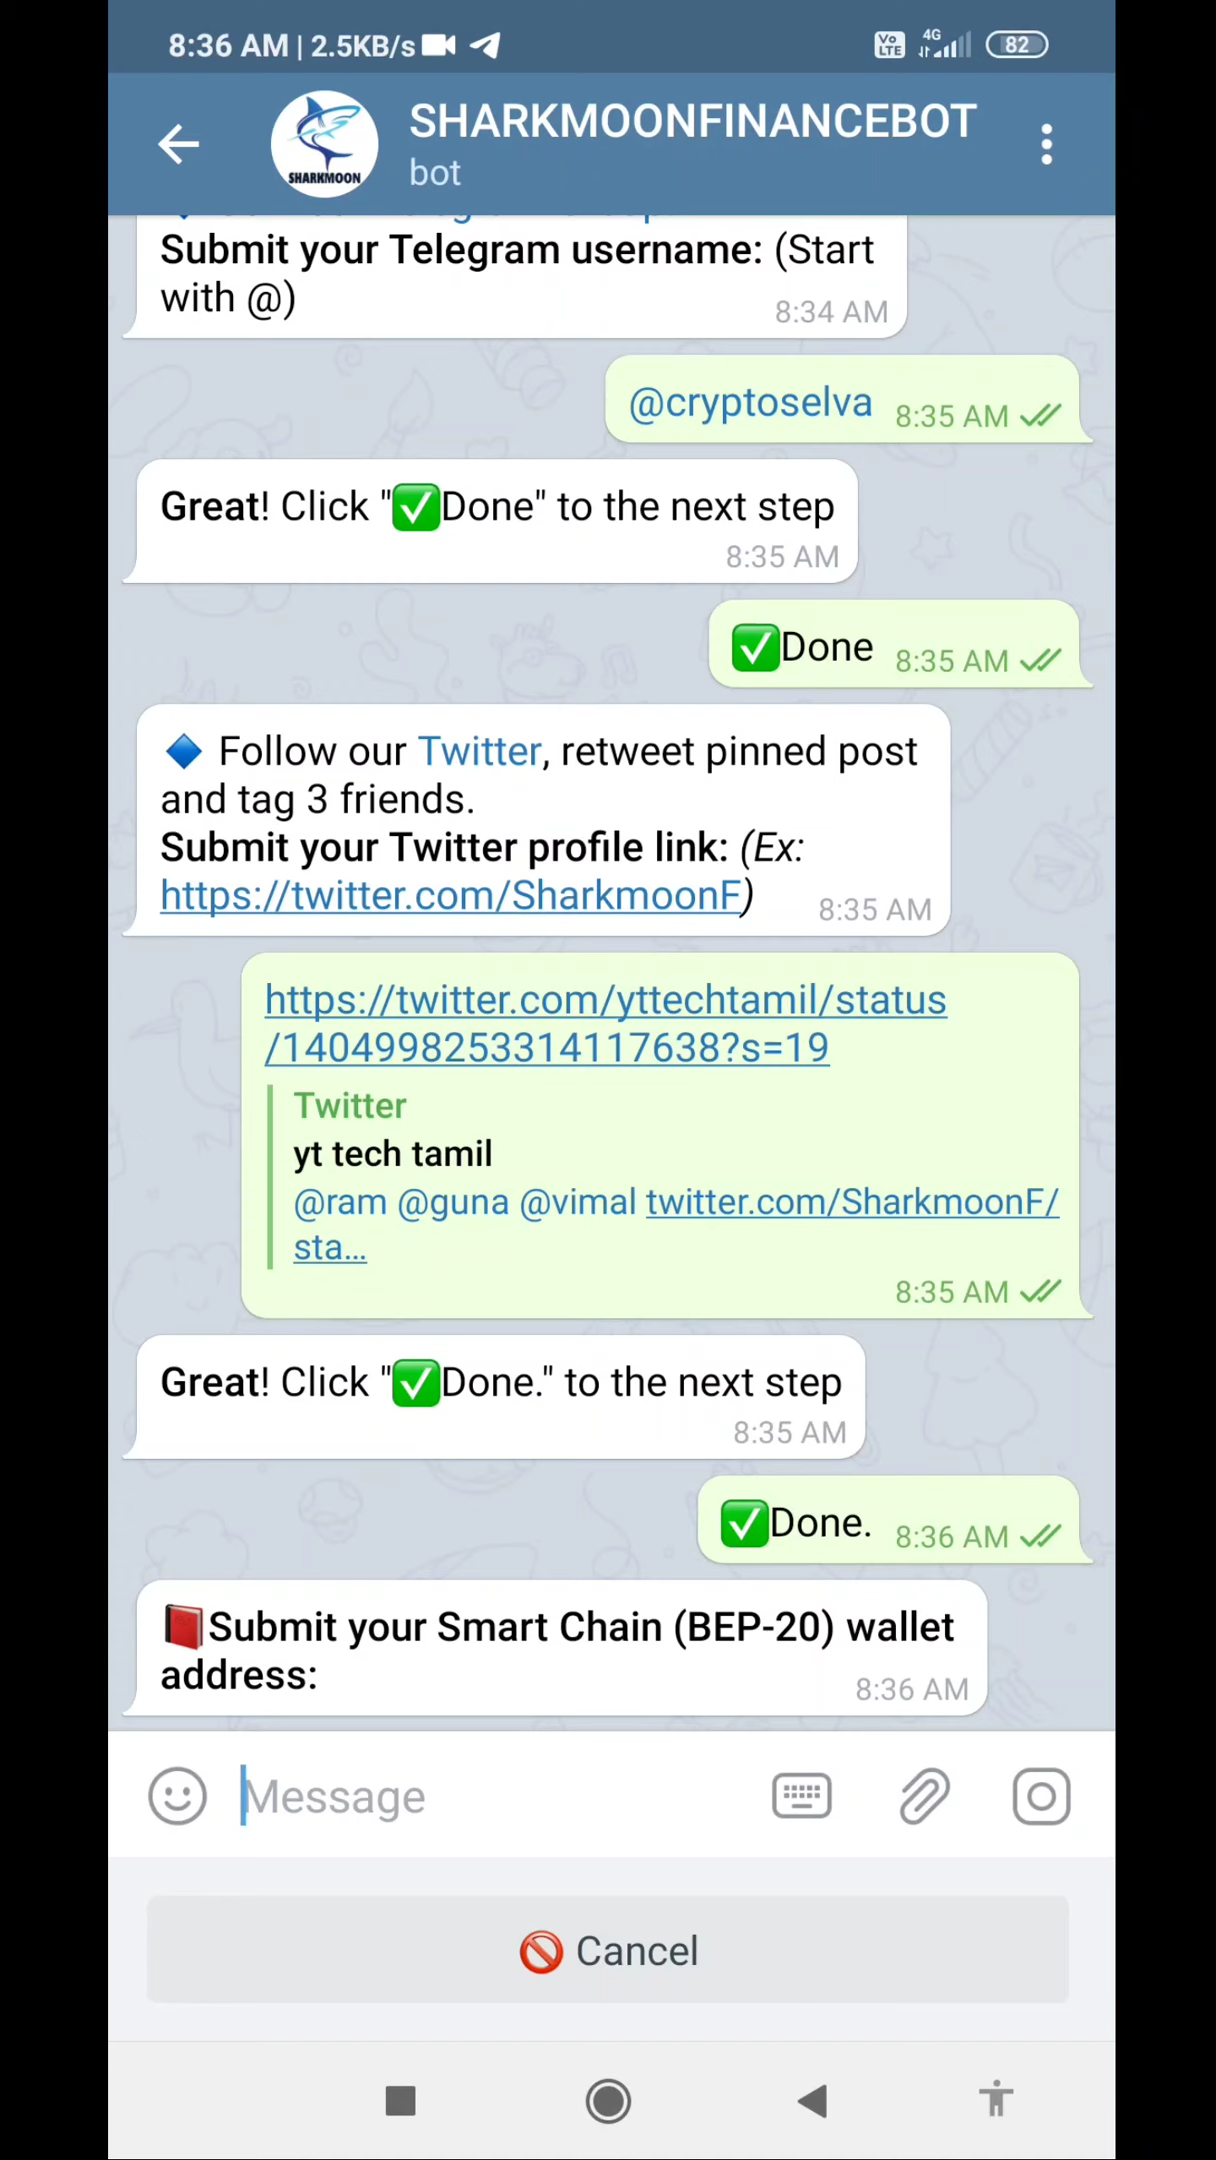 8:36 AM | 2.5KB/s
Vo LTE 4G 82
SHARKMOONFINANCEBOT
SHARKMOON
bot
Submit your Telegram username: (Start
with @)
8:34 AM
@cryptoselva 8:35 AM
Great! Click "✅Done" to the next step
8:35 AM
✅Done 8:35 AM
🔷 Follow our Twitter, retweet pinned post
and tag 3 friends.
Submit your Twitter profile link: (Ex:
https://twitter.com/SharkmoonF) 8:35 AM
https://twitter.com/yttechtamil/status
/1404998253314117638?s=19
Twitter
yt tech tamil
@ram @guna @vimal twitter.com/SharkmoonF/
sta...
8:35 AM
Great! Click "✅Done." to the next step
8:35 AM
✅Done. 8:36 AM
📕Submit your Smart Chain (BEP-20) wallet
address:
8:36 AM
Message
🚫 Cancel